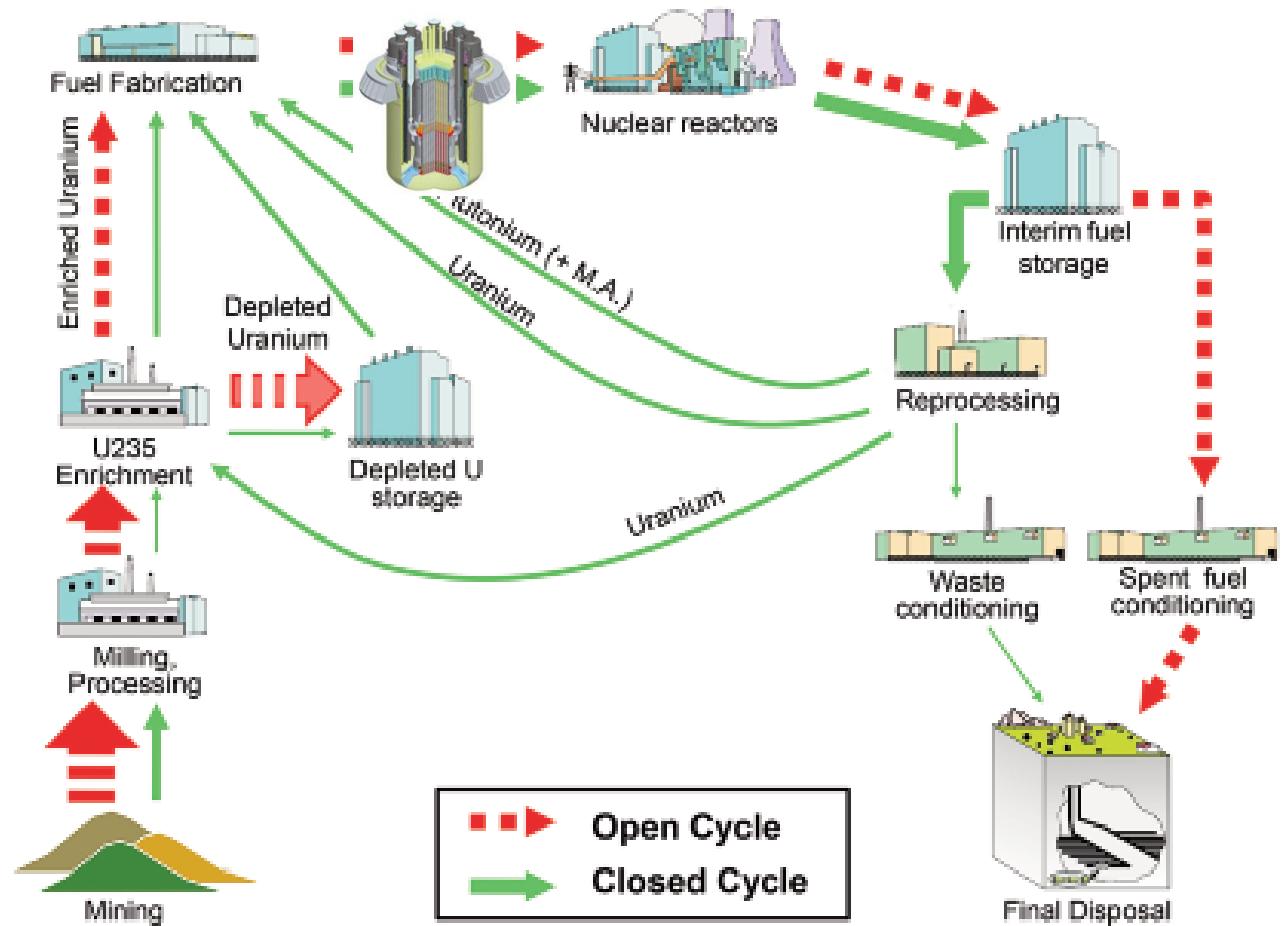 Fuel Fabrication
Nuclear reactors
Enriched Uranium
Interim fuel
storage
lutonium (+ M.A.)
Uranium
Depleted
Uranium
Reprocessing
U235
Enrichment
Depleted U
storage
Uranium
Waste
conditioning
Spent fuel
conditioning
Milling,
Processing
Open Cycle
Closed Cycle
Mining
Final Disposal